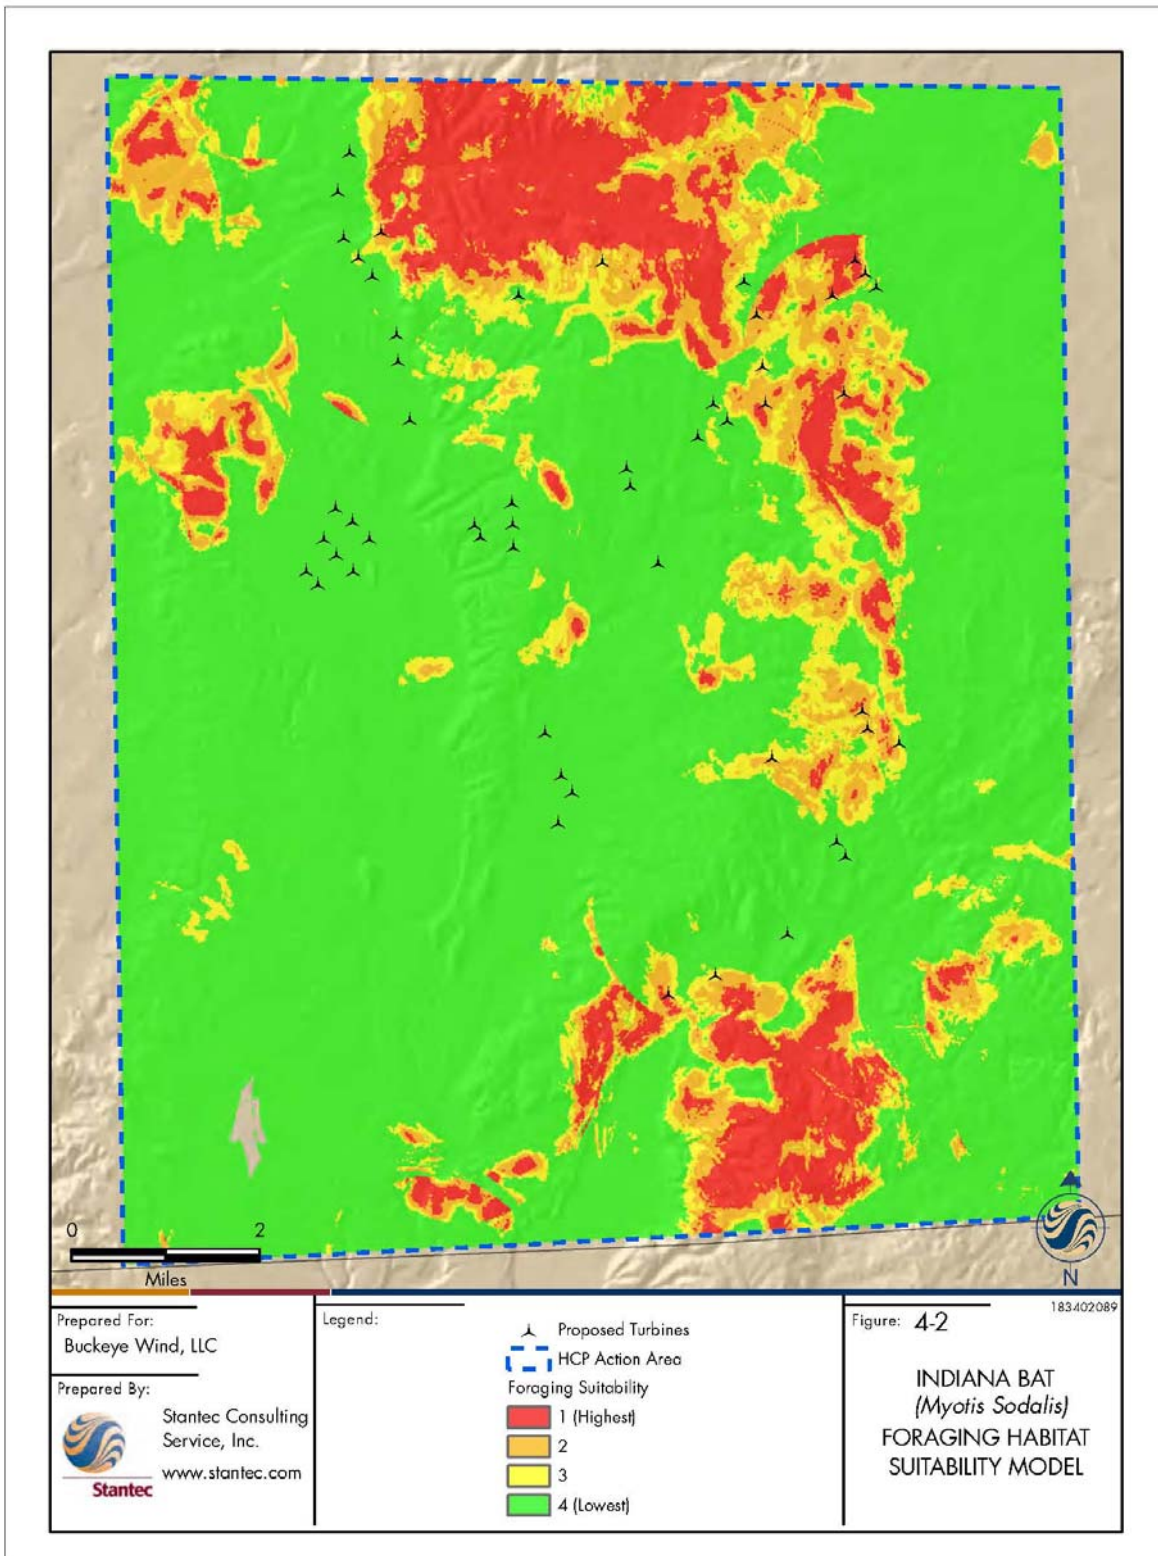 0 2
Miles
N
183402089
Prepared For:
Buckeye Wind, LLC
Prepared By:
Stantec Consulting
Service, Inc.
www.stantec.com
Stantec
Legend:
Proposed Turbines
HCP Action Area
Foraging Suitability
1 (Highest)
2
3
4 (Lowest)
Figure: 4-2
INDIANA BAT
(Myotis Sodalis)
FORAGING HABITAT
SUITABILITY MODEL